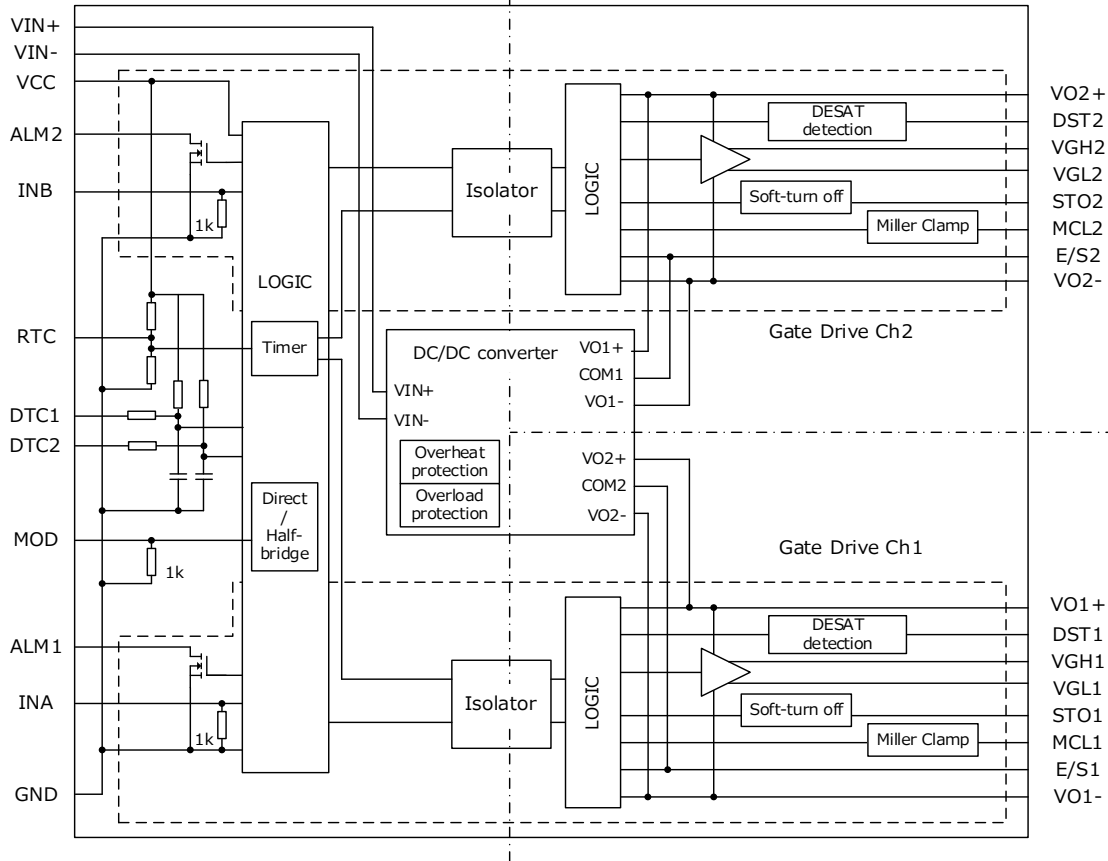 VIN+
VIN-
VCC
ALM2
INB
1k
RTC
DTC1
DTC2
MOD
1k
ALM1
INA
1k
GND
LOGIC
Timer
Direct
/
Half-
bridge
Isolator
LOGIC
DESAT
detection
Soft-turn off
Miller Clamp
VO2+
DST2
VGH2
VGL2
STO2
MCL2
E/S2
VO2-
Gate Drive Ch2
DC/DC converter
VIN+
VIN-
VO1+
COM1
VO1-
Overheat
protection
Overload
protection
VO2+
COM2
VO2-
Gate Drive Ch1
Isolator
LOGIC
DESAT
detection
Soft-turn off
Miller Clamp
VO1+
DST1
VGH1
VGL1
STO1
MCL1
E/S1
VO1-